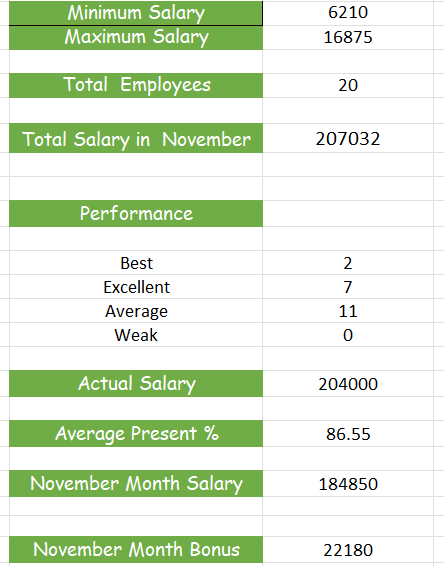 Minimum Salary 6210
Maximum Salary 16875
Total Employees 20
Total Salary in November 207032
Performance
Best 2
Excellent 7
Average 11
Weak 0
Actual Salary 204000
Average Present % 86.55
November Month Salary 184850
November Month Bonus 22180